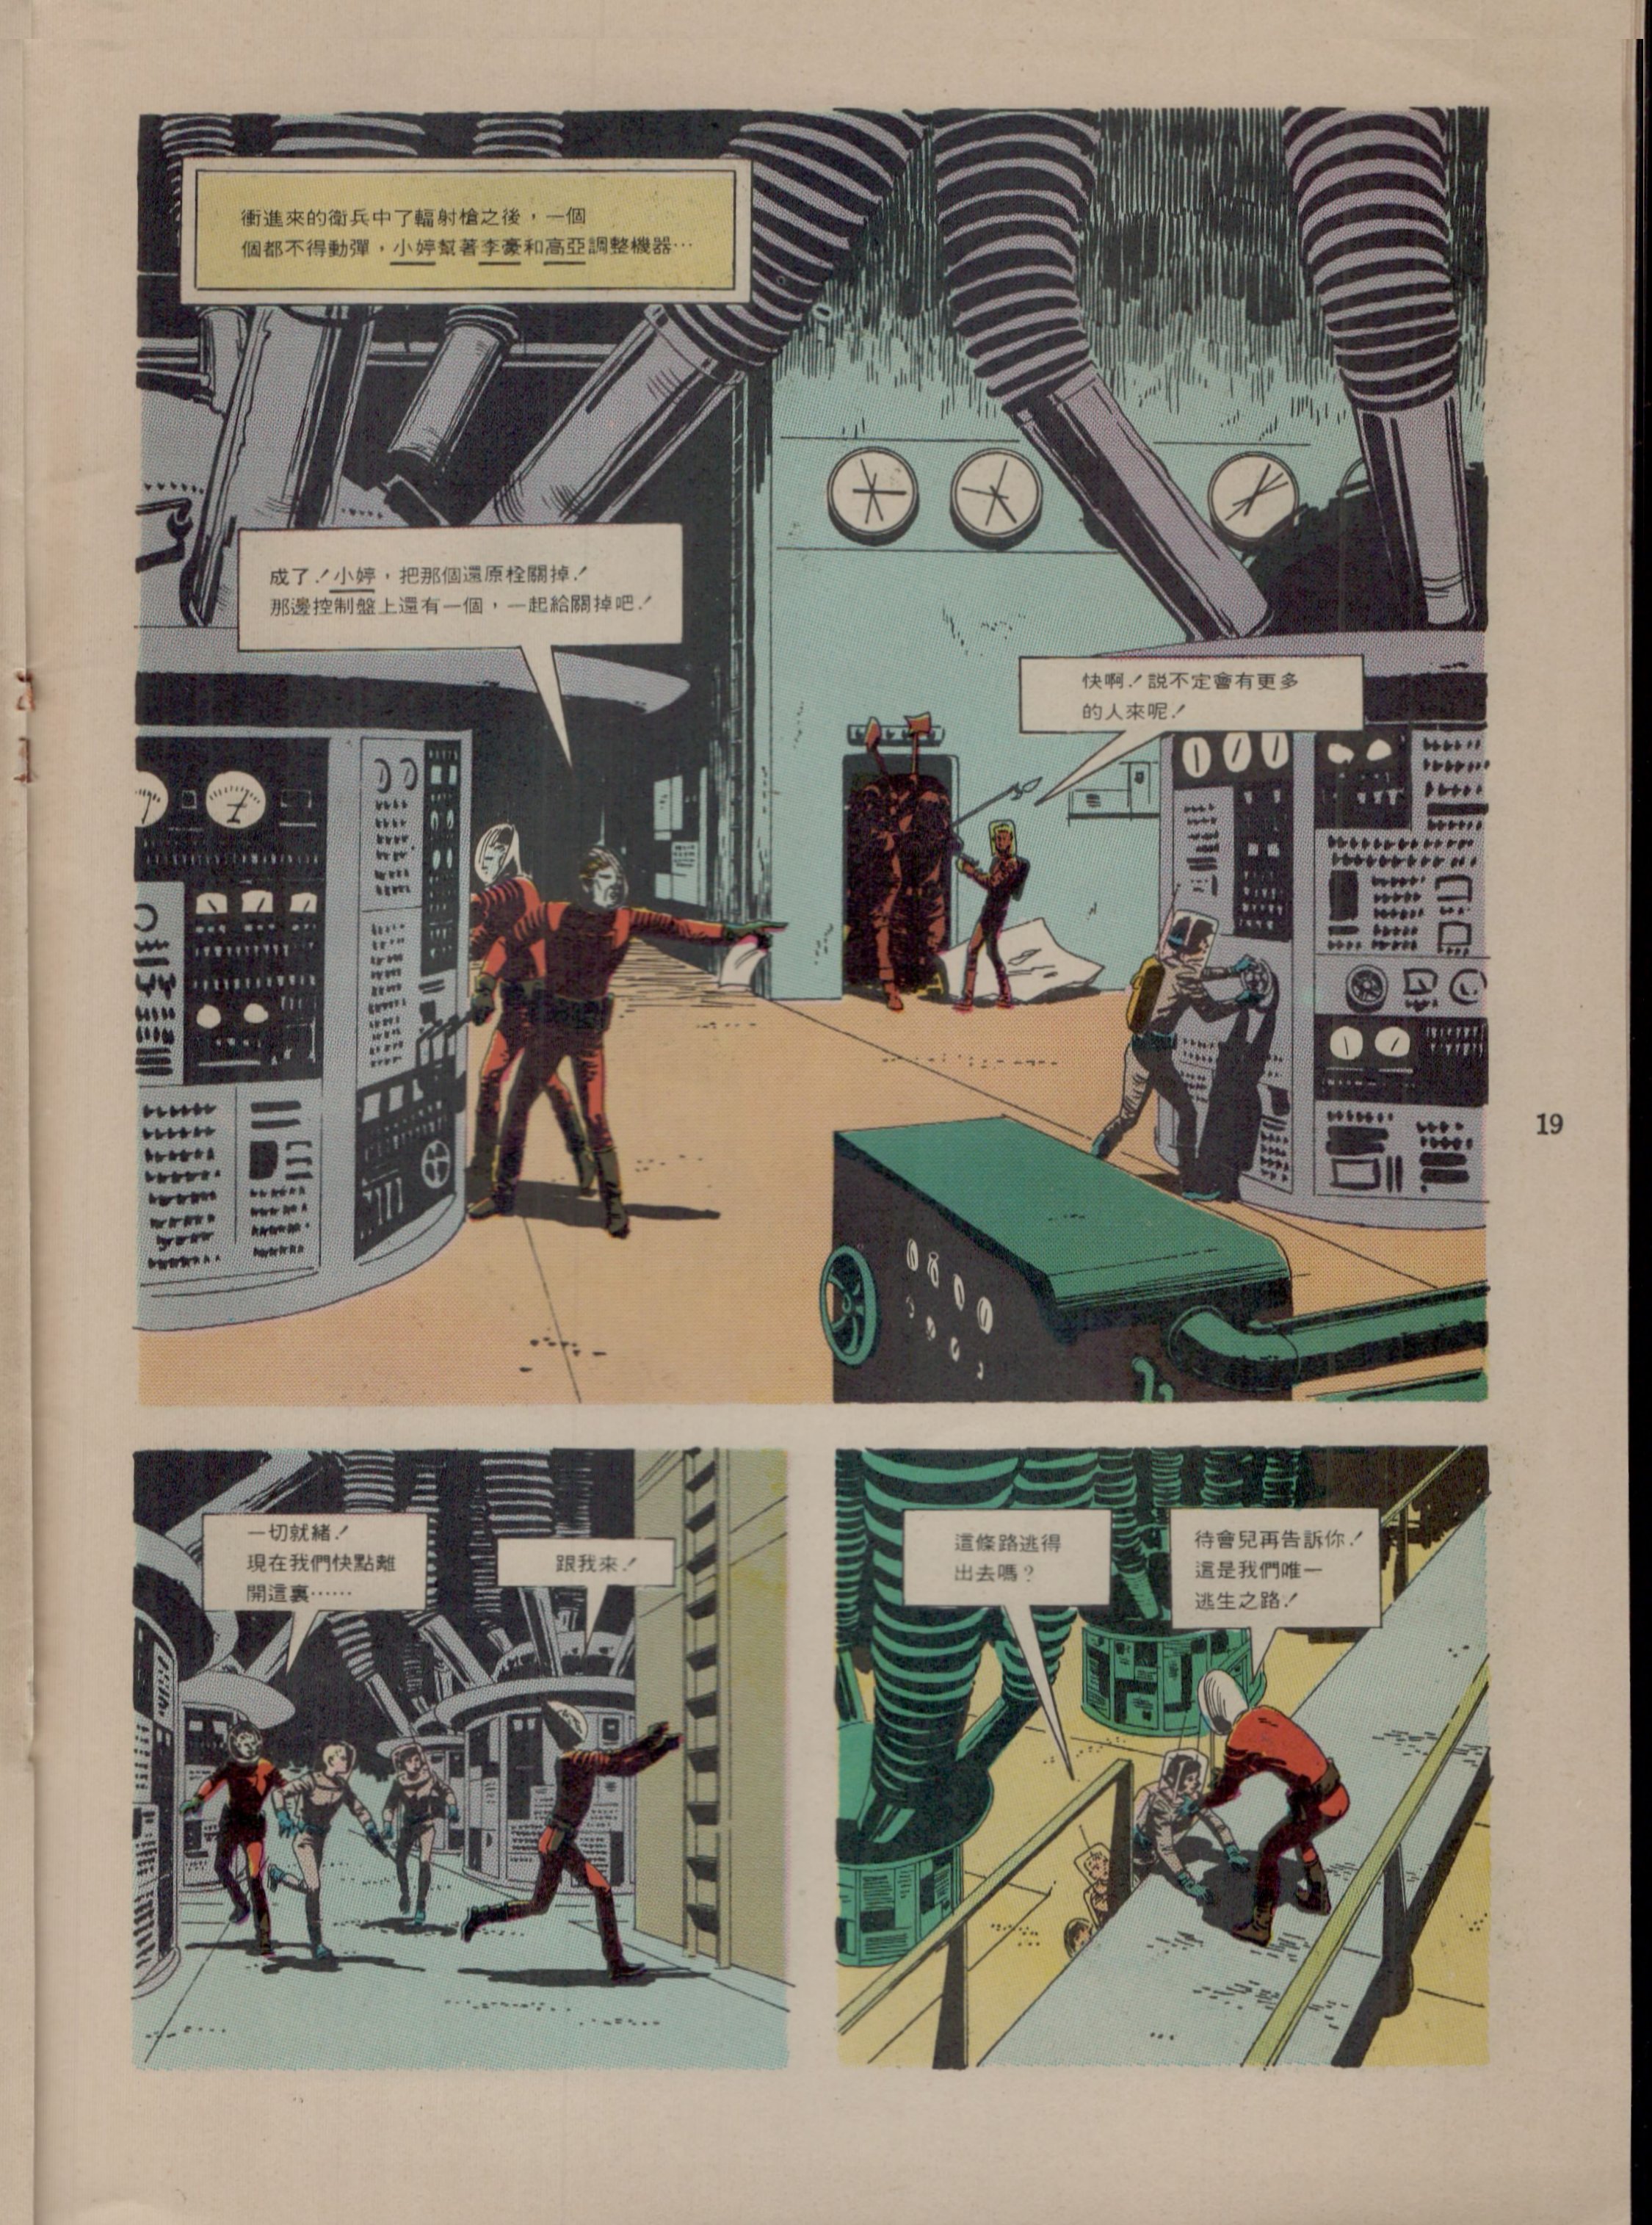 衝進來的衛兵中了輻射槍之後，一個
個都不得動彈，小婷幫著李豪和高亞調整機器…
成了！小婷，把那個還原栓關掉！
那邊控制盤上還有一個，一起給關掉吧！
快啊！説不定會有更多
的人來呢！
19
一切就緒！
現在我們快點離
開這裏……
跟我來！
這條路逃得
出去嗎？
待會兒再告訴你！
這是我們唯一
逃生之路！